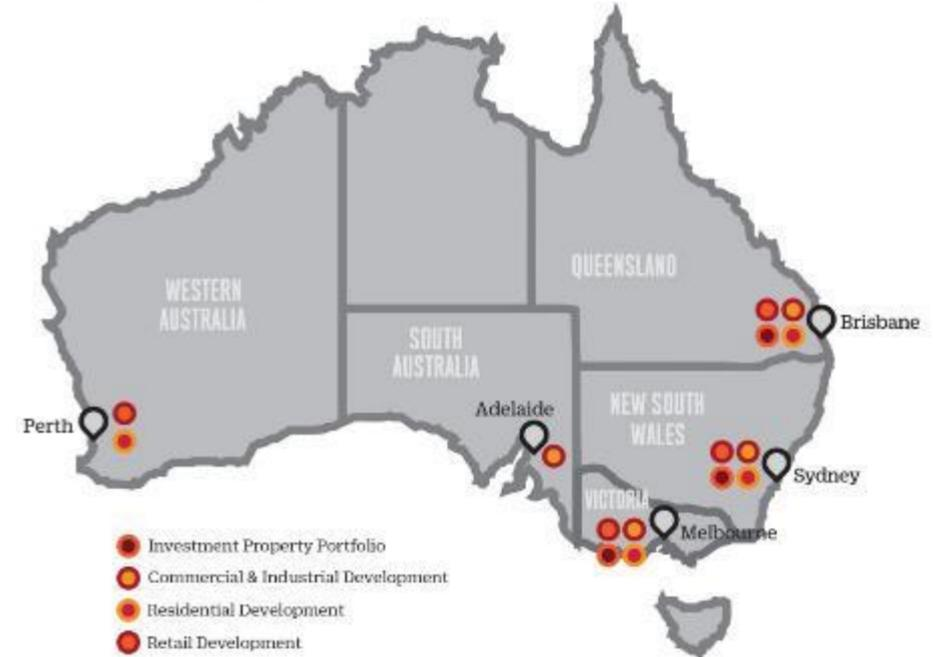 QUEENSLAND
WESTERN
AUSTRALIA
Brisbane
SOUTH
AUSTRALIA
NEW SOUTH
WALES
Adelaide
Perth
Sydney
VICTORIA
Melbourne
Investment Property Portfolio
Commercial & Industrial Development
Residential Development
Retail Development